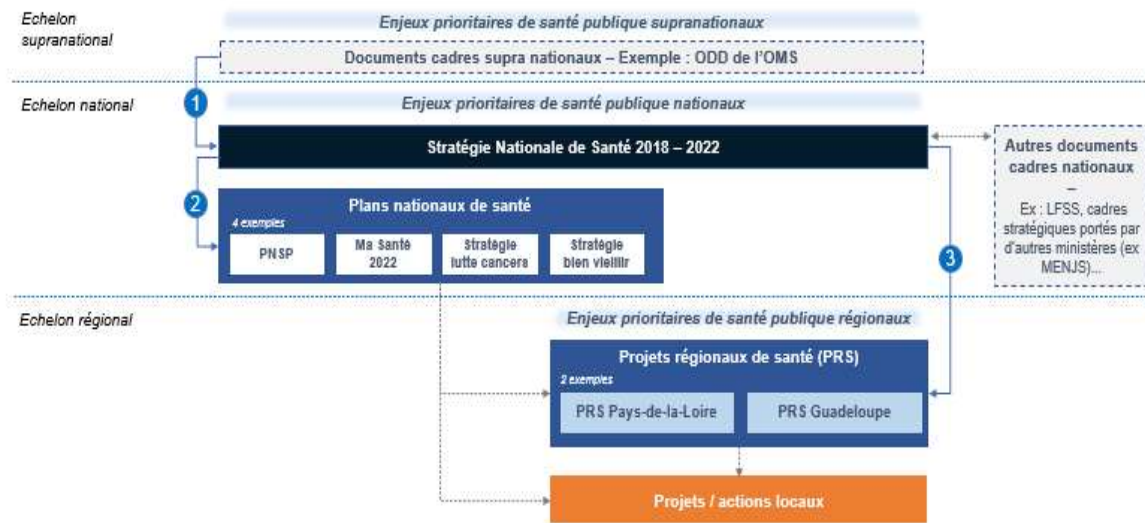 Echelon
supranational
Enjeux prioritaires de santé publique supranationaux
Documents cadres supra nationaux – Exemple : ODD de l'OMS
Echelon national
1
Enjeux prioritaires de santé publique nationaux
Stratégie Nationale de Santé 2018 – 2022
Autres documents
cadres nationaux
–
Ex : LFSS, cadres
stratégiques portés par
d'autres ministères (ex
MENJS)...
2
Plans nationaux de santé
4 exemples
PNSP
Ma Santé
2022
Stratégie
lutte cancers
Stratégie
bien vieillir
3
Echelon régional
Enjeux prioritaires de santé publique régionaux
Projets régionaux de santé (PRS)
2 exemples
PRS Pays-de-la-Loire
PRS Guadeloupe
Projets / actions locaux